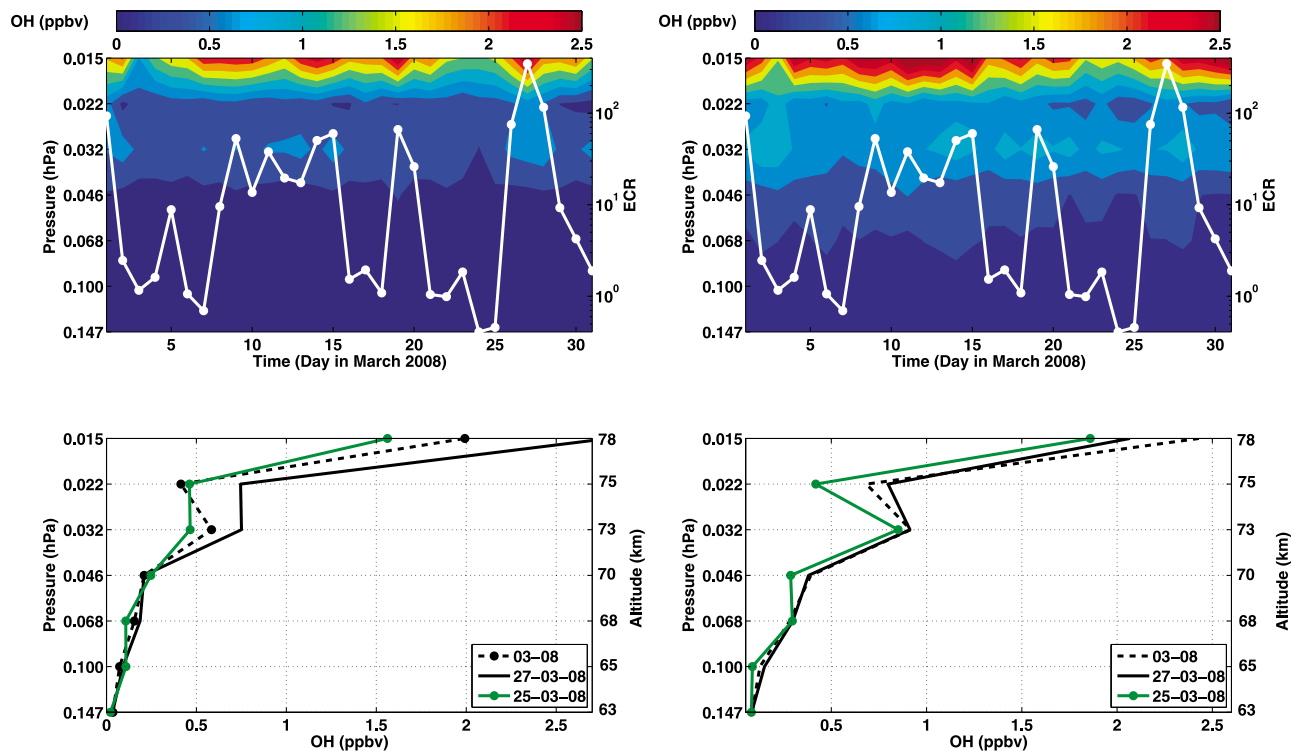 OH (ppbv)
0 0.5 1 1.5 2 2.5
0.015
0.022
0.032
0.046
0.068
0.100
0.147
Pressure (hPa)
10² 
10¹
10⁰
ECR
5 10 15 20 25 30
Time (Day in March 2008)
OH (ppbv)
0 0.5 1 1.5 2 2.5
0.015
0.022
0.032
0.046
0.068
0.100
0.147
Pressure (hPa)
10²
10¹
10⁰
ECR
5 10 15 20 25 30
Time (Day in March 2008)
0.015
0.022
0.032
0.046
0.068
0.100
0.147
Pressure (hPa)
78
75
73
70
68
65
63
Altitude (km)
03−08
27−03−08
25−03−08
0 0.5 1 1.5 2 2.5
OH (ppbv)
0.015
0.022
0.032
0.046
0.068
0.100
0.147
Pressure (hPa)
78
75
73
70
68
65
63
Altitude (km)
03−08
27−03−08
25−03−08
0 0.5 1 1.5 2 2.5
OH (ppbv)